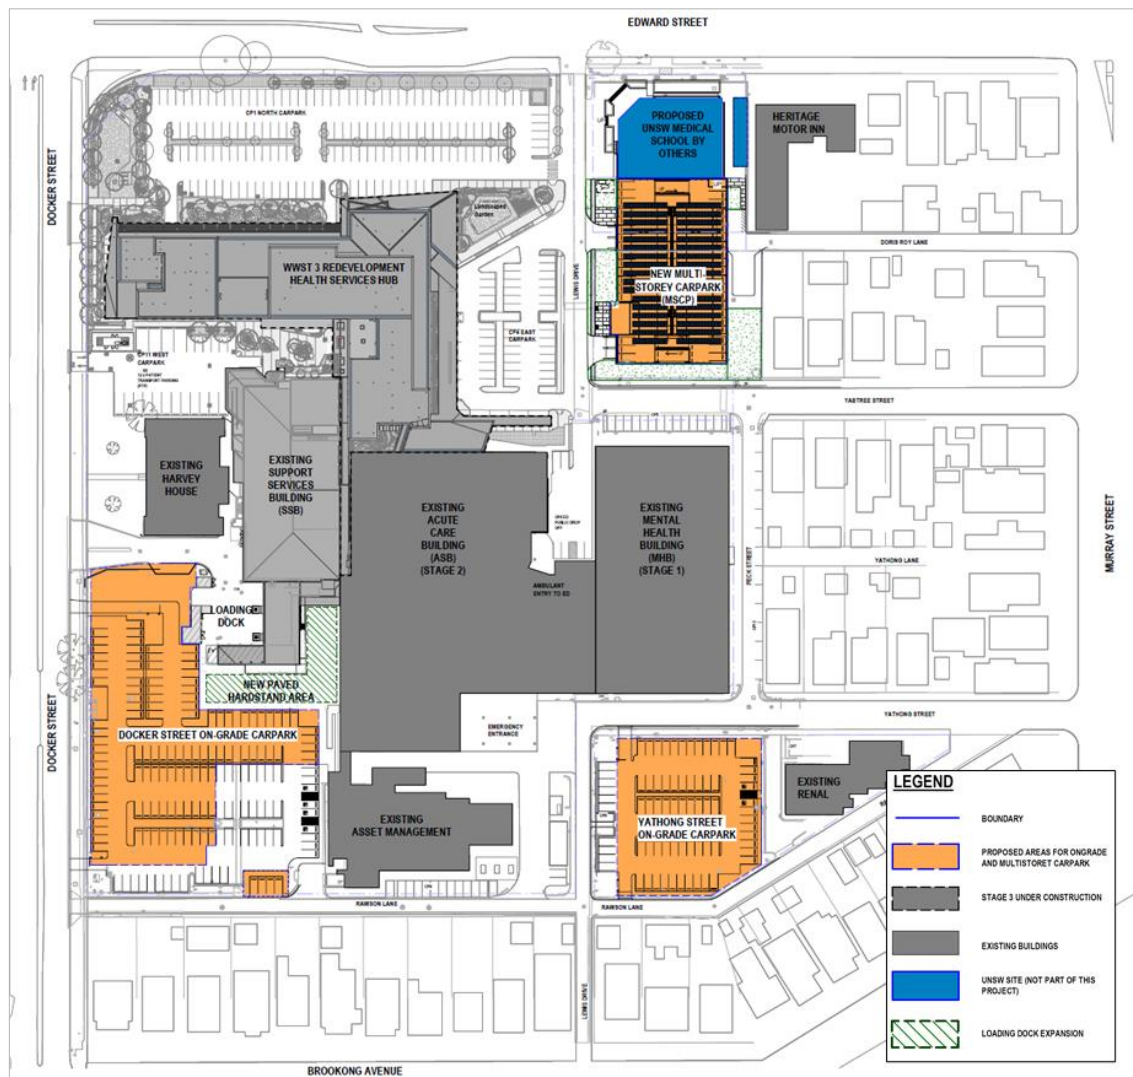 EDWARD STREET
CP1 NORTH CARPARK
DOCKER STREET
PROPOSED
UNSW MEDICAL
SCHOOL BY
OTHERS
HERITAGE
MOTOR INN
Landscaped
Garden
WWST 3 REDEVELOPMENT
HEALTH SERVICES HUB
DORIS ROY LANE
LEWIS DRIVE
NEW MULTI-
STOREY CARPARK
(MSCP)
CP6 EAST
CARPARK
CP11 WEST
CARPARK
YABTREE STREET
EXISTING
HARVEY
HOUSE
EXISTING
SUPPORT
SERVICES
BUILDING
(SSB)
EXISTING
ACUTE
CARE
BUILDING
(ASB)
(STAGE 2)
EXISTING
MENTAL
HEALTH
BUILDING
(MHB)
(STAGE 1)
AMBULANT
ENTRY TO ED
PECK STREET
YATHONG LANE
MURRAY STREET
LOADING
DOCK
NEW PAVED
HARDSTAND AREA
DOCKER STREET
DOCKER STREET ON-GRADE CARPARK
EMERGENCY
ENTRANCE
YATHONG STREET
EXISTING
RENAL
EXISTING
ASSET MANAGEMENT
YATHONG STREET
ON-GRADE CARPARK
RAWSON LANE
RAWSON LANE
LEWIS DRIVE
BROOKONG AVENUE
LEGEND
BOUNDARY
PROPOSED AREAS FOR ONGRADE
AND MULTISTORET CARPARK
STAGE 3 UNDER CONSTRUCTION
EXISTING BUILDINGS
UNSW SITE (NOT PART OF THIS
PROJECT)
LOADING DOCK EXPANSION